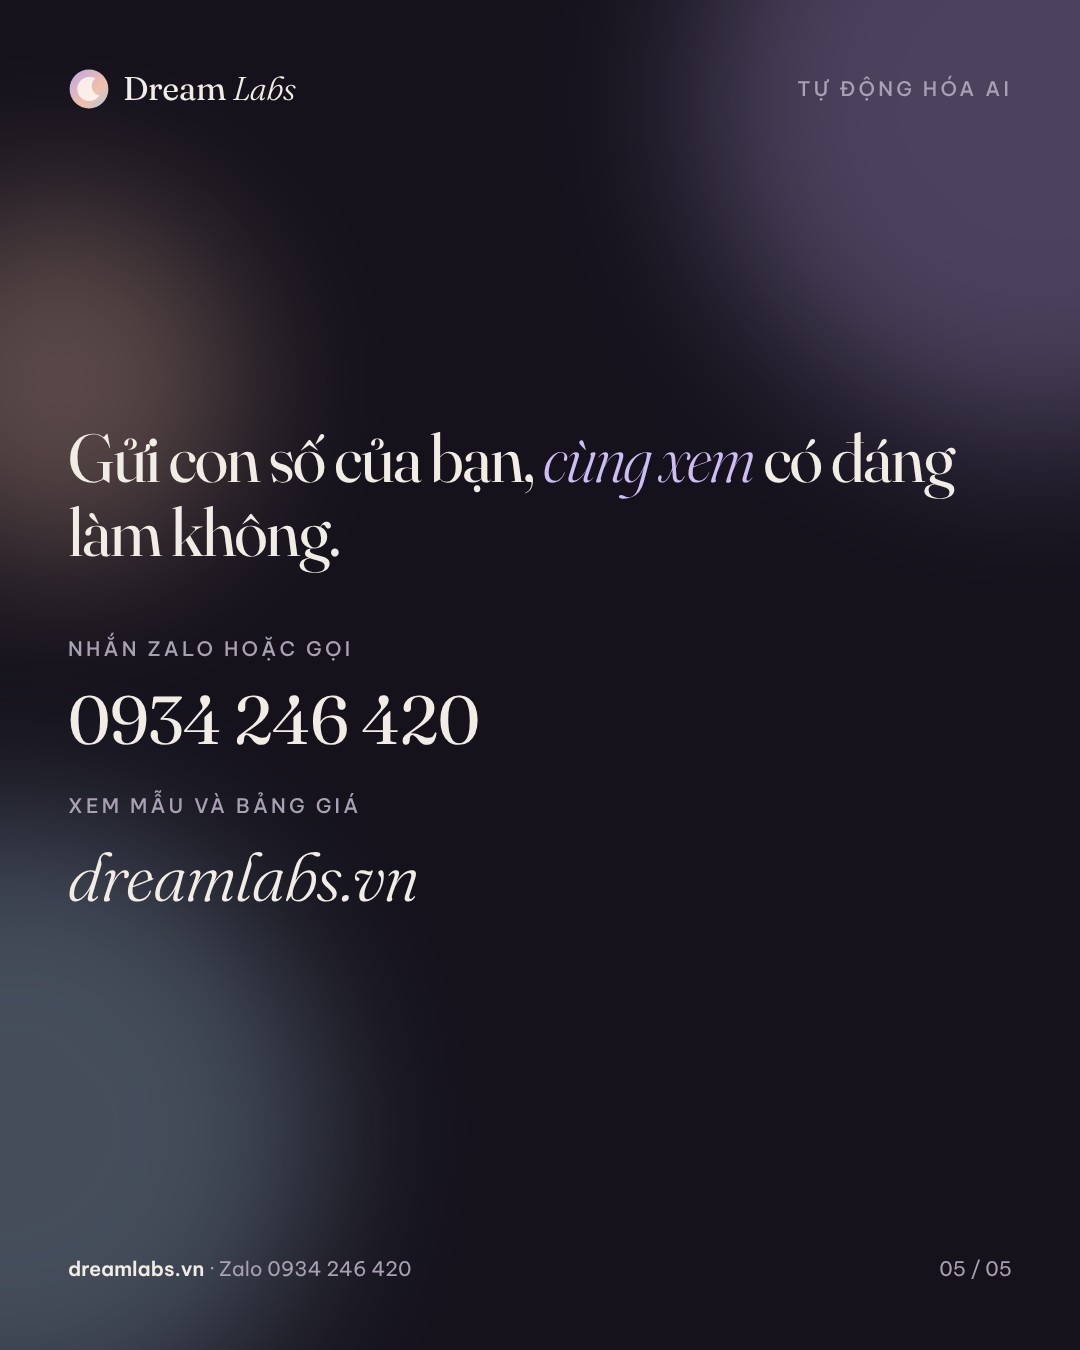 Dream Labs
TỰ ĐỘNG HÓA AI
Gửi con số của bạn, cùng xem có đáng
làm không.
NHẮN ZALO HOẶC GỌI
0934 246 420
XEM MẪU VÀ BẢNG GIÁ
dreamlabs.vn
dreamlabs.vn · Zalo 0934 246 420
05 / 05